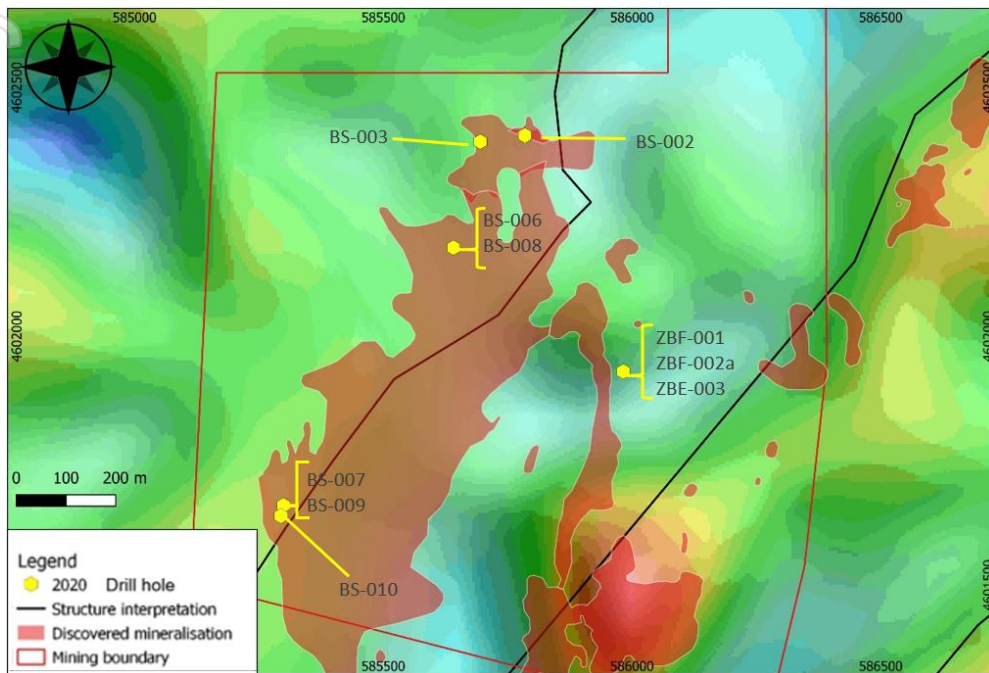 585000
585500
586000
586500
4602500
4602500
BS-003
BS-002
BS-006
BS-008
4602000
4602000
ZBF-001
ZBF-002a
ZBE-003
BS-007
BS-009
BS-010
0 100 200 m
4601500
Legend
2020 Drill hole
Structure interpretation
Discovered mineralisation
Mining boundary
585500
586000
586500